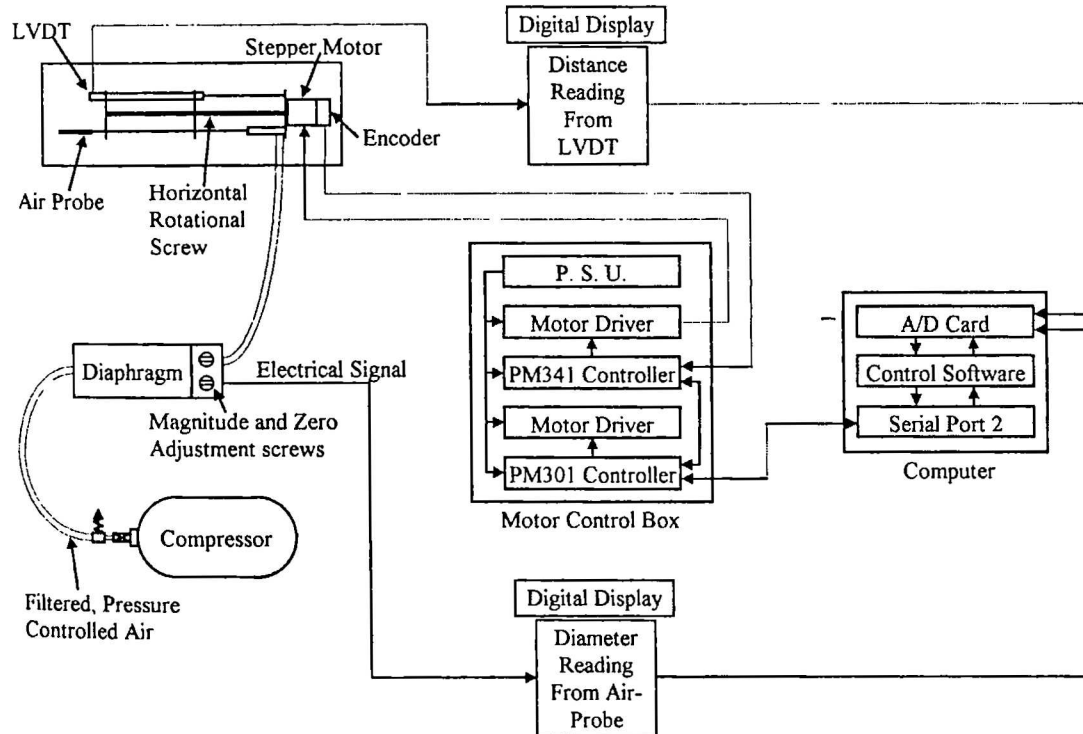 LVDT
Stepper Motor
Encoder
Air Probe
Horizontal
Rotational
Screw
Digital Display
Distance
Reading
From
LVDT
P. S. U.
Motor Driver
PM341 Controller
Motor Driver
PM301 Controller
Motor Control Box
A/D Card
Control Software
Serial Port 2
Computer
Diaphragm
Electrical Signal
Magnitude and Zero
Adjustment screws
Compressor
Filtered, Pressure
Controlled Air
Digital Display
Diameter
Reading
From Air-
Probe